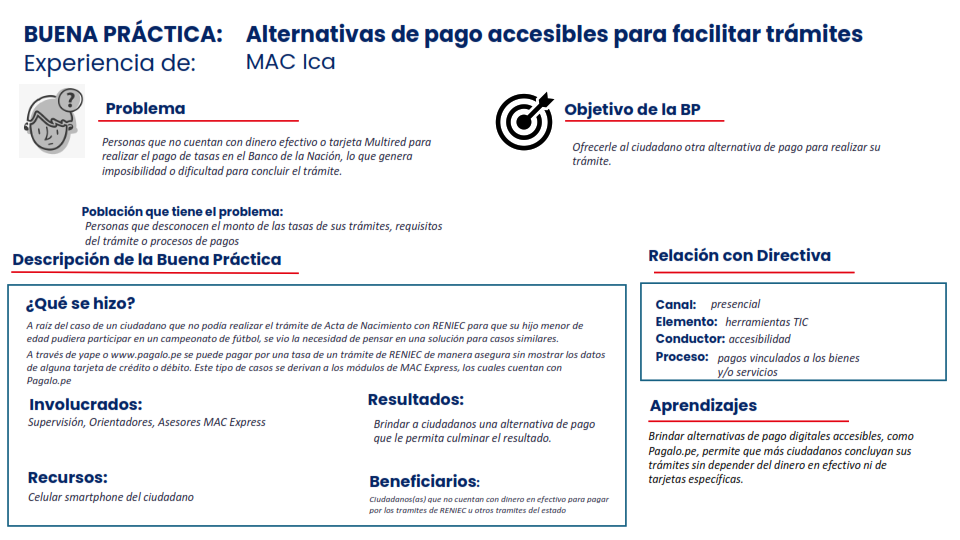 BUENA PRÁCTICA: Alternativas de pago accesibles para facilitar trámites
Experiencia de: MAC Ica
?
Problema
Personas que no cuentan con dinero efectivo o tarjeta Multired para
realizar el pago de tasas en el Banco de la Nación, lo que genera
imposibilidad o dificultad para concluir el trámite.
Objetivo de la BP
Ofrecerle al ciudadano otra alternativa de pago para realizar su
trámite.
Población que tiene el problema:
Personas que desconocen el monto de las tasas de sus trámites, requisitos
del trámite o procesos de pagos
Descripción de la Buena Práctica
¿Qué se hizo?
A raíz del caso de un ciudadano que no podía realizar el trámite de Acta de Nacimiento con RENIEC para que su hijo menor de
edad pudiera participar en un campeonato de fútbol, se vio la necesidad de pensar en una solución para casos similares.
A través de yape o www.pagalo.pe se puede pagar por una tasa de un trámite de RENIEC de manera asegura sin mostrar los datos
de alguna tarjeta de crédito o débito. Este tipo de casos se derivan a los módulos de MAC Express, los cuales cuentan con
Pagalo.pe
Involucrados:
Supervisión, Orientadores, Asesores MAC Express
Resultados:
Brindar a ciudadanos una alternativa de pago
que le permita culminar el resultado.
Recursos:
Celular smartphone del ciudadano
Beneficiarios:
Ciudadanos(as) que no cuentan con dinero en efectivo para pagar
por los tramites de RENIEC u otros tramites del estado
Relación con Directiva
Canal: presencial
Elemento: herramientas TIC
Conductor: accesibilidad
Proceso: pagos vinculados a los bienes
y/o servicios
Aprendizajes
Brindar alternativas de pago digitales accesibles, como
Pagalo.pe, permite que más ciudadanos concluyan sus
trámites sin depender del dinero en efectivo ni de
tarjetas específicas.